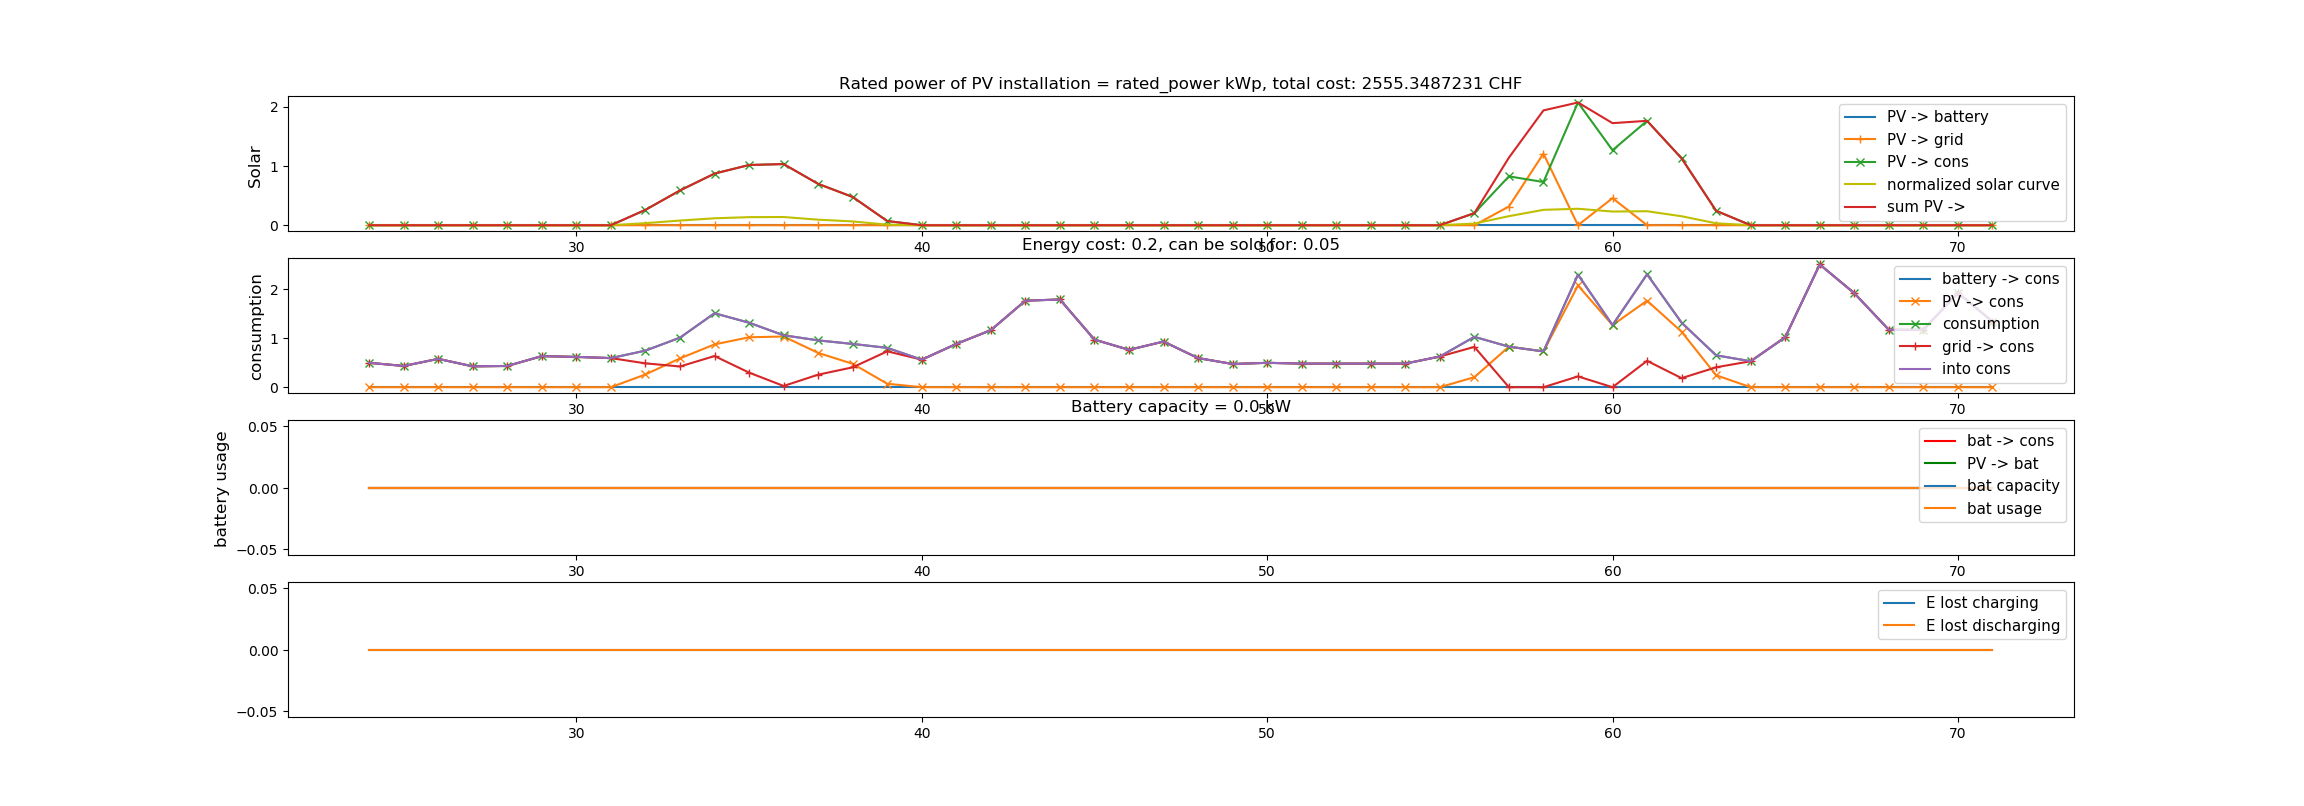 Rated power of PV installation = rated_power kWp, total cost: 2555.3487231 CHF
Solar
2
1
0
PV -> battery
PV -> grid
PV -> cons
normalized solar curve
sum PV ->
30
40
50
60
70
Energy cost: 0.2, can be sold for: 0.05
consumption
2
1
0
battery -> cons
PV -> cons
consumption
grid -> cons
into cons
30
40
50
60
70
Battery capacity = 0.0 kW
battery usage
0.05
0.00
−0.05
bat -> cons
PV -> bat
bat capacity
bat usage
30
40
50
60
70
0.05
0.00
−0.05
E lost charging
E lost discharging
30
40
50
60
70